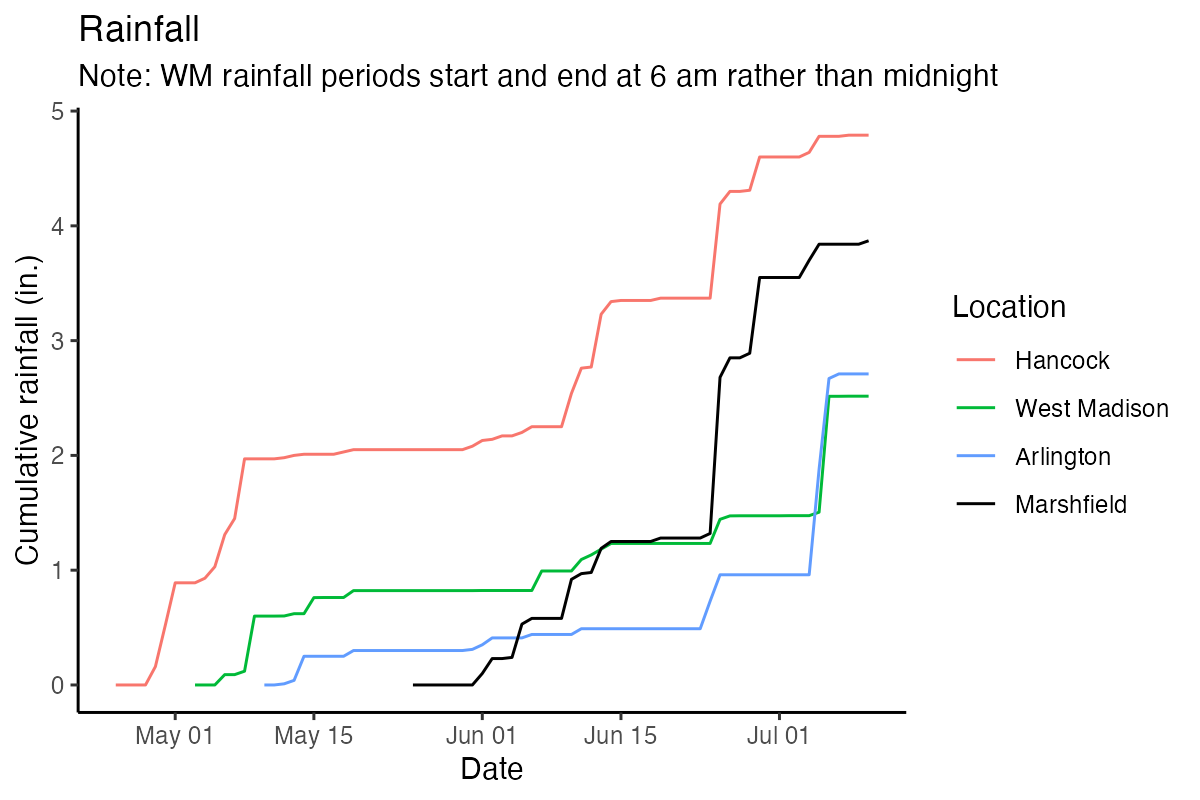 Rainfall
Note: WM rainfall periods start and end at 6 am rather than midnight
Cumulative rainfall (in.)
5
4
3
2
1
0
May 01
May 15
Jun 01
Jun 15
Jul 01
Date
Location
Hancock
West Madison
Arlington
Marshfield